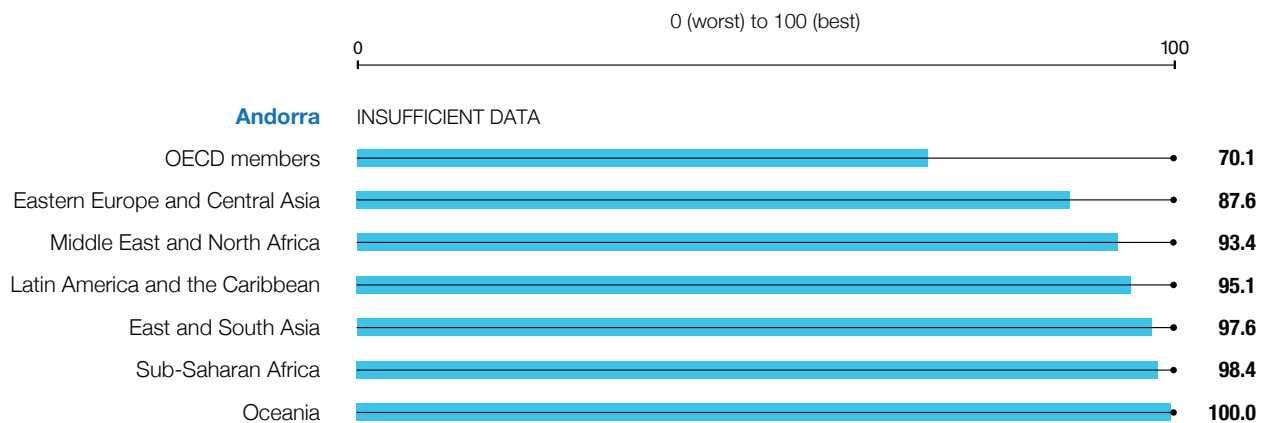 0 (worst) to 100 (best)
0 100
Andorra INSUFFICIENT DATA
OECD members 70.1
Eastern Europe and Central Asia 87.6
Middle East and North Africa 93.4
Latin America and the Caribbean 95.1
East and South Asia 97.6
Sub-Saharan Africa 98.4
Oceania 100.0